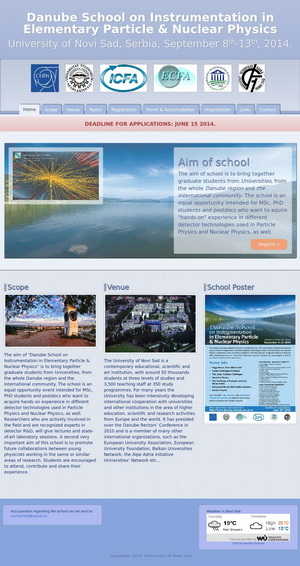 Danube School on Instrumentation in
Elementary Particle & Nuclear Physics
University of Novi Sad, Serbia, September 8th-13th, 2014.
CERN
ICFA
ECFA
Home Scope Venue Topics Registration Travel & Accomodation Organization Links Contact
DEADLINE FOR APPLICATIONS: JUNE 15 2014.
Aim of school
The aim of school is to bring together
graduate students from Universities, from
the whole Danube region and the
international community. The school is an
equal opportunity intended for MSc, PhD
students and postdocs who want to aquire
"hands-on" experience in different
detector technologies used in Particle
Physics and Nuclear Physics, as well.
Register »
Scope
The aim of "Danube School on
Instrumentation in Elementary Particle &
Nuclear Physics" is to bring together
graduate students from Universities, from
the whole Danube region and the
international community. The school is an
equal opportunity event intended for MSc,
PhD students and postdocs who want to
acquire hands on experience in different
detector technologies used in Particle
Physics and Nuclear Physics, as well.
Researchers who are actively involved in
the field and are recognized experts in
detector R&D, will give lectures and state-
of-art laboratory sessions. A second very
important aim of this school is to promote
future collaborations between young
physicists working in the same or similar
areas of research. Students are encouraged
to attend, contribute and share their
experience.
Venue
The University of Novi Sad is a
contemporary educational, scientific and
art institution, with around 50 thousands
students at three levels of studies and
3,500 teaching staff at 350 study
programmes. For many years the
University has been intensively developing
international cooperation with universities
and other institutions in the area of higher
education, scientific and research activities
from Europe and the world. It has presided
over the Danube Rectors' Conference in
2010 and is a member of many other
international organizations, such as the
European University Association, European
University Foundation, Balkan Universities
Network, the Alpe Adria Initiative
Universities' Network etc...
School Poster
Danube School
on Instrumentation
in Elementary Particle
& Nuclear Physics
Any question regarding the school can be sent to
Weather in Novi Sad:
Currently
19°C
Tomorrow
High 20°C
Low 13°C
Copyright 2014. University of Novi Sad